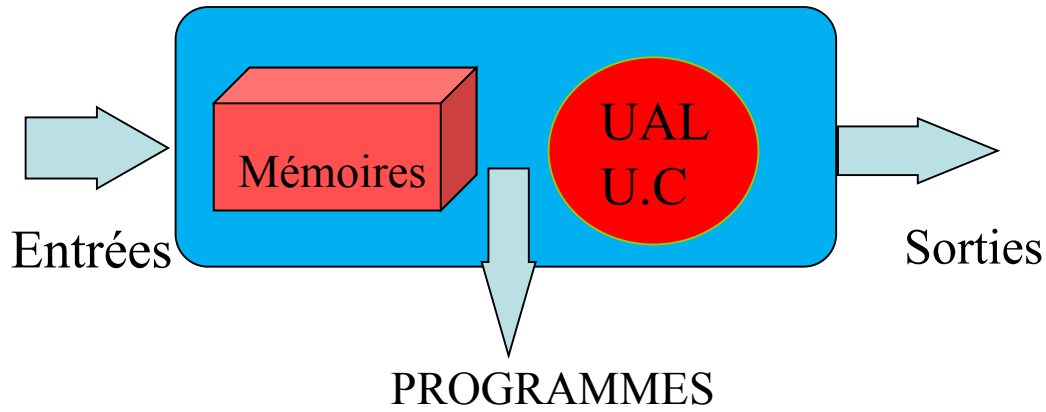 Mémoires
UAL
U.C
Entrées
Sorties
PROGRAMMES